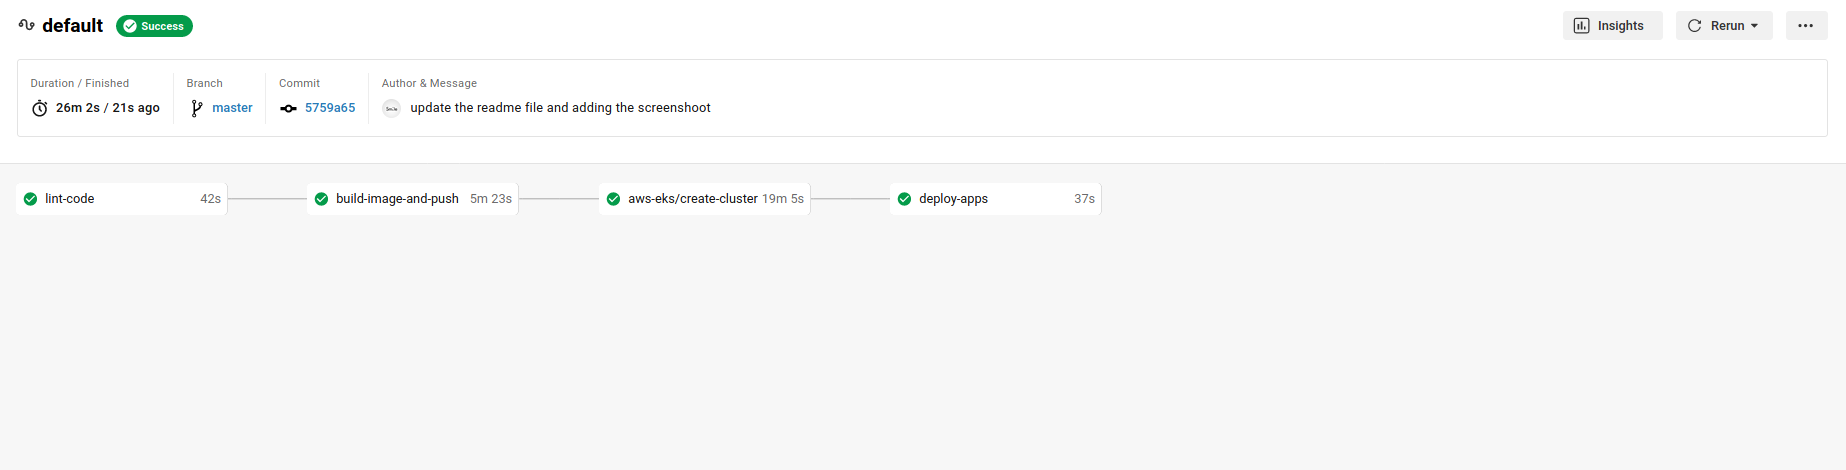 default Success Insights Rerun
Duration / Finished Branch Commit Author & Message
26m 2s / 21s ago master 5759a65 update the readme file and adding the screenshoot
lint-code 42s build-image-and-push 5m 23s aws-eks/create-cluster 19m 5s deploy-apps 37s